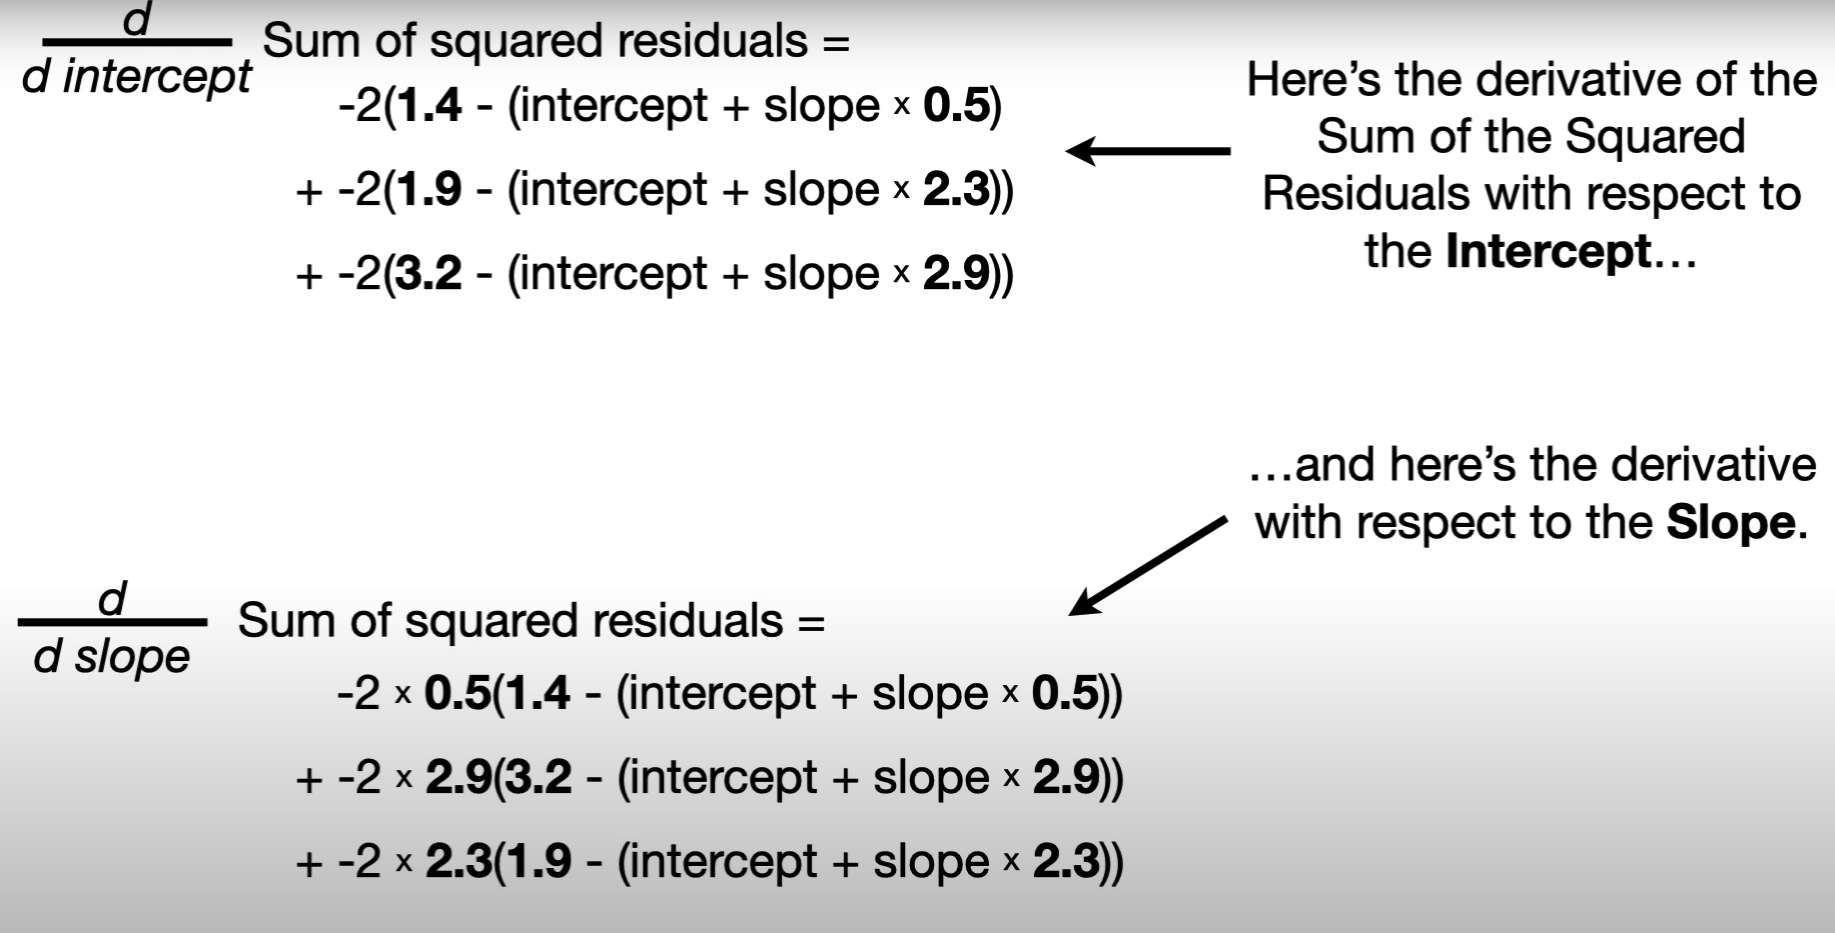 d
d intercept
Sum of squared residuals =
-2(1.4 - (intercept + slope × 0.5)
+ -2(1.9 - (intercept + slope × 2.3))
+ -2(3.2 - (intercept + slope × 2.9))
Here’s the derivative of the
Sum of the Squared
Residuals with respect to
the Intercept…
…and here’s the derivative
with respect to the Slope.
d
d slope
Sum of squared residuals =
-2 × 0.5(1.4 - (intercept + slope × 0.5))
+ -2 × 2.9(3.2 - (intercept + slope × 2.9))
+ -2 × 2.3(1.9 - (intercept + slope × 2.3))